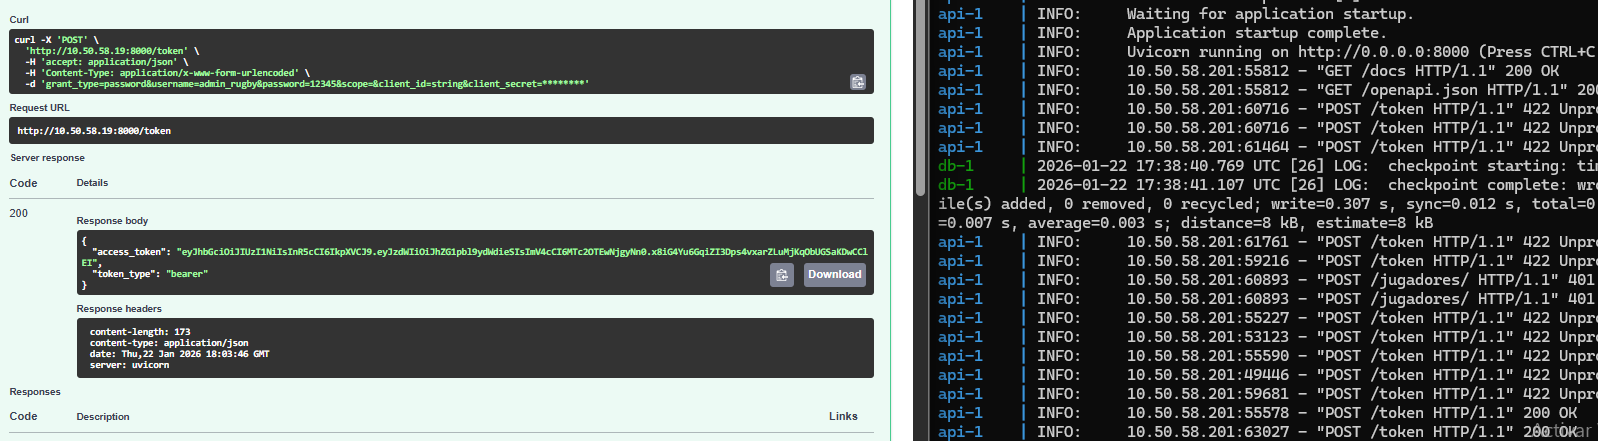 Curl
curl -X 'POST' \
'http://10.50.58.19:8000/token' \
-H 'accept: application/json' \
-H 'Content-Type: application/x-www-form-urlencoded' \
-d 'grant_type=password&username=admin_rugby&password=12345&scope=&client_id=string&client_secret=********'
Request URL
http://10.50.58.19:8000/token
Server response
Code Details
200
Response body
{
"access_token": "eyJhbGciOiJIUzI1NiIsInR5cCI6IkpXVCJ9.eyJzdWIiOiJhZG1pbl9ydWdieSIsImV4cCI6MTc2OTEwNjgyNn0.x8iG4Yu6GqiZI3Dps4vxarZLuMjKqObUGSaKDwCCl
EI",
"token_type": "bearer"
}
Download
Response headers
content-length: 173
content-type: application/json
date: Thu,22 Jan 2026 18:03:46 GMT
server: uvicorn
Responses
Code Description Links
api-1 | INFO: Waiting for application startup.
api-1 | INFO: Application startup complete.
api-1 | INFO: Uvicorn running on http://0.0.0.0:8000 (Press CTRL+C
api-1 | INFO: 10.50.58.201:55812 - "GET /docs HTTP/1.1" 200 OK
api-1 | INFO: 10.50.58.201:55812 - "GET /openapi.json HTTP/1.1" 200
api-1 | INFO: 10.50.58.201:60716 - "POST /token HTTP/1.1" 422 Unpro
api-1 | INFO: 10.50.58.201:60716 - "POST /token HTTP/1.1" 422 Unpro
api-1 | INFO: 10.50.58.201:61464 - "POST /token HTTP/1.1" 422 Unpro
db-1 | 2026-01-22 17:38:40.769 UTC [26] LOG: checkpoint starting: tim
db-1 | 2026-01-22 17:38:41.107 UTC [26] LOG: checkpoint complete: wro
ile(s) added, 0 removed, 0 recycled; write=0.307 s, sync=0.012 s, total=0
=0.007 s, average=0.003 s; distance=8 kB, estimate=8 kB
api-1 | INFO: 10.50.58.201:61761 - "POST /token HTTP/1.1" 422 Unpro
api-1 | INFO: 10.50.58.201:59216 - "POST /token HTTP/1.1" 422 Unpro
api-1 | INFO: 10.50.58.201:60893 - "POST /jugadores/ HTTP/1.1" 401
api-1 | INFO: 10.50.58.201:60893 - "POST /jugadores/ HTTP/1.1" 401
api-1 | INFO: 10.50.58.201:55227 - "POST /token HTTP/1.1" 422 Unpro
api-1 | INFO: 10.50.58.201:53123 - "POST /token HTTP/1.1" 422 Unpro
api-1 | INFO: 10.50.58.201:55590 - "POST /token HTTP/1.1" 422 Unpro
api-1 | INFO: 10.50.58.201:49446 - "POST /token HTTP/1.1" 422 Unpro
api-1 | INFO: 10.50.58.201:59681 - "POST /token HTTP/1.1" 422 Unpro
api-1 | INFO: 10.50.58.201:55578 - "POST /token HTTP/1.1" 200 OK
api-1 | INFO: 10.50.58.201:63027 - "POST /token HTTP/1.1" 200 OK
Activar